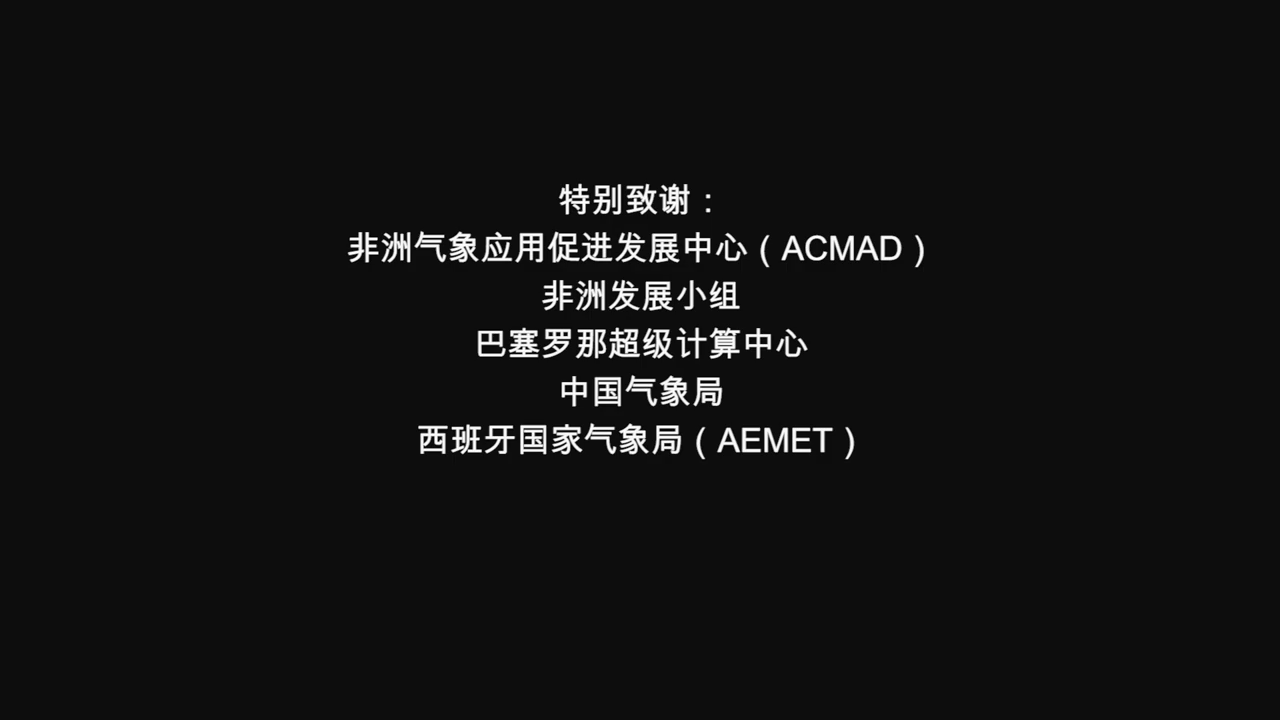 特别致谢：
非洲气象应用促进发展中心（ACMAD）
非洲发展小组
巴塞罗那超级计算中心
中国气象局
西班牙国家气象局（AEMET）